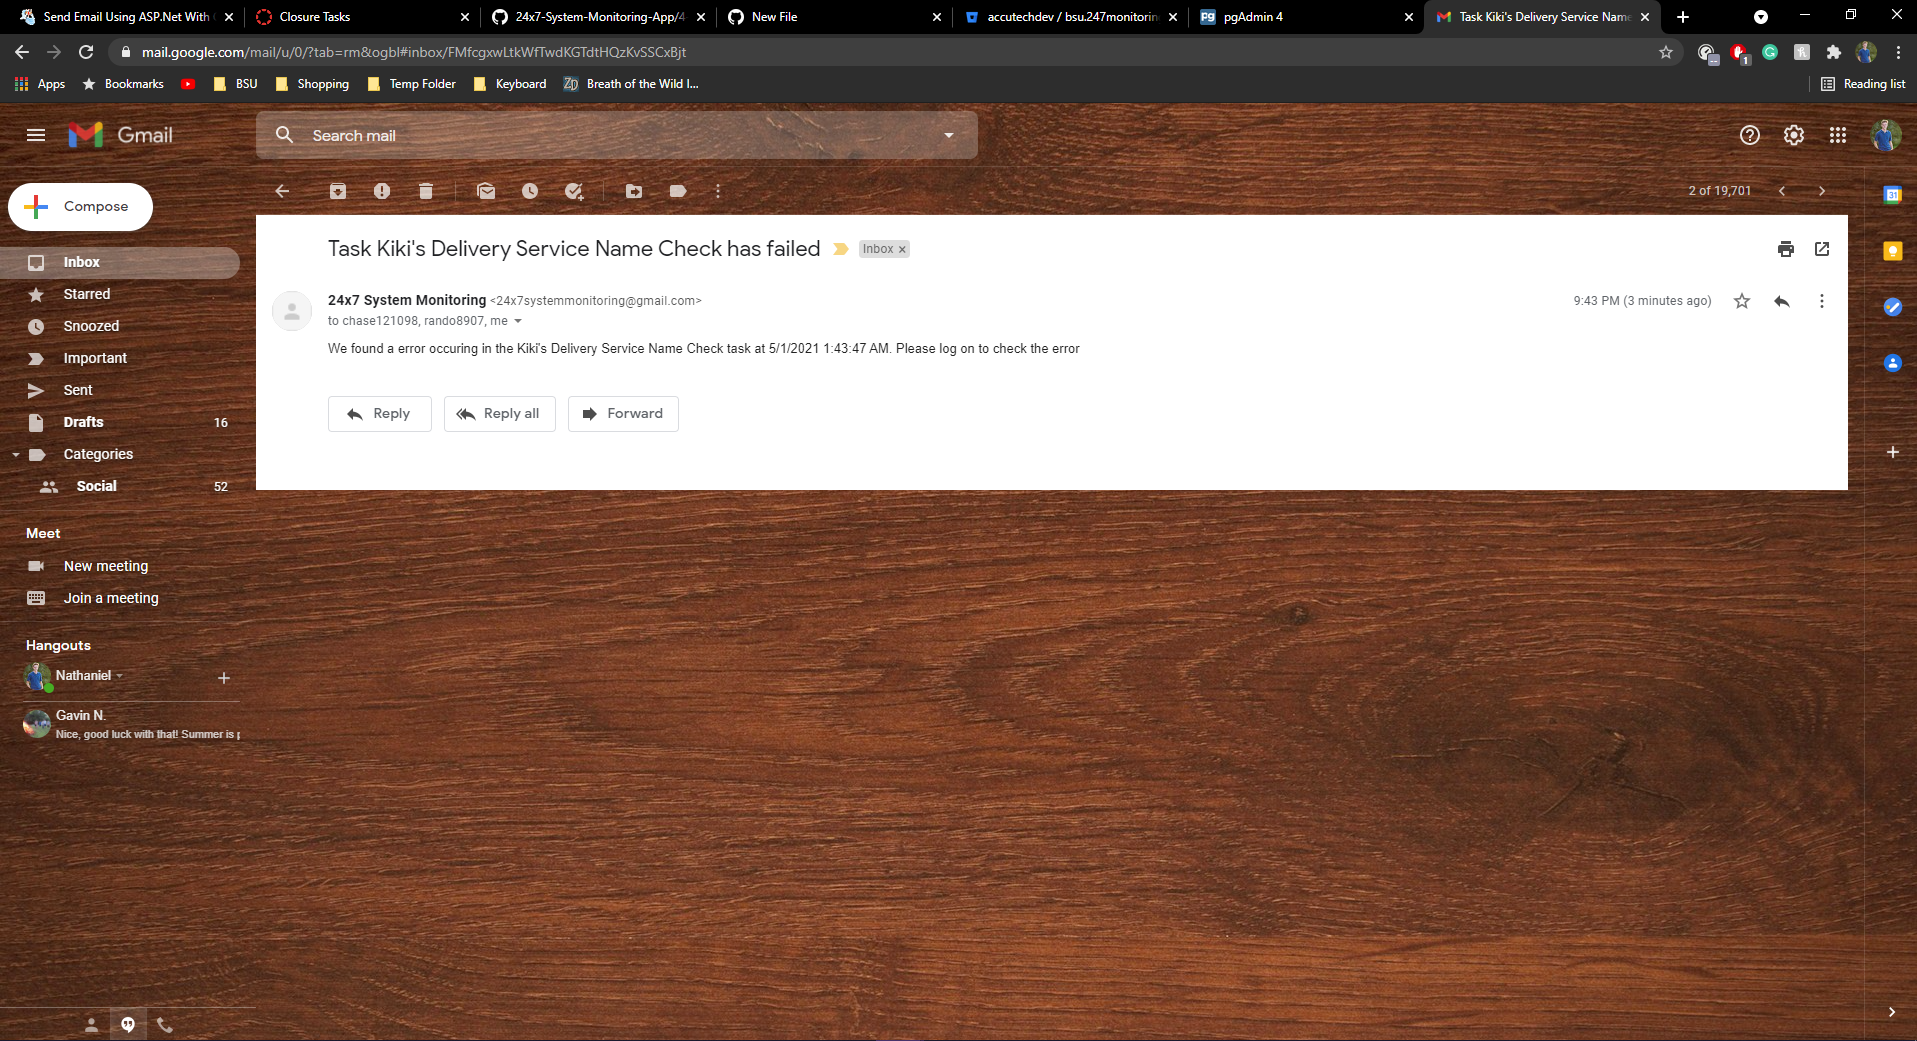 Send Email Using ASP.Net With
Closure Tasks
24x7-System-Monitoring-App/4
New File
accutechdev / bsu.247monitorin
pgAdmin 4
Task Kiki's Delivery Service Name
mail.google.com/mail/u/0/?tab=rm&ogbl#inbox/FMfcgxwLtkWfTwdKGTdtHQzKvSSCxBjt
1
Apps
Bookmarks
BSU
Shopping
Temp Folder
Keyboard
Zp
Breath of the Wild I...
Reading list
Gmail
Search mail
2 of 19,701
Compose
Inbox
Starred
Snoozed
Important
Sent
Drafts 16
Categories
Social 52
Meet
New meeting
Join a meeting
Hangouts
Nathaniel
Gavin N.
Nice, good luck with that! Summer is
Task Kiki's Delivery Service Name Check has failed
Inbox x
24x7 System Monitoring <24x7systemmonitoring@gmail.com>
9:43 PM (3 minutes ago)
to chase121098, rando8907, me
We found a error occuring in the Kiki's Delivery Service Name Check task at 5/1/2021 1:43:47 AM. Please log on to check the error
Reply
Reply all
Forward
31